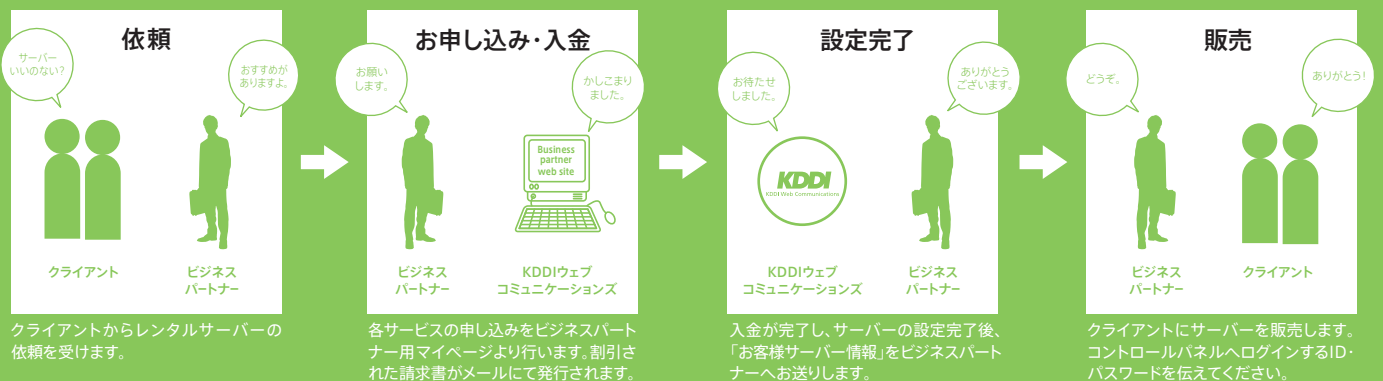 依頼
サーバー
いいのない?
おすすめが
ありますよ。
クライアント
ビジネス
パートナー
クライアントからレンタルサーバーの
依頼を受けます。
お申し込み・入金
お願い
します。
かしこまり
ました。
Business
partner
web site
ビジネス
パートナー
KDDIウェブ
コミュニケーションズ
各サービスの申し込みをビジネスパート
ナー用マイページより行います。割引さ
れた請求書がメールにて発行されます。
設定完了
お待たせ
しました。
ありがとう
ございます。
KDDI
KDDI Web Communications
KDDIウェブ
コミュニケーションズ
ビジネス
パートナー
入金が完了し、サーバーの設定完了後、
「お客様サーバー情報」をビジネスパート
ナーへお送りします。
販売
どうぞ。
ありがとう!
ビジネス
パートナー
クライアント
クライアントにサーバーを販売します。
コントロールパネルへログインするID・
パスワードを伝えてください。